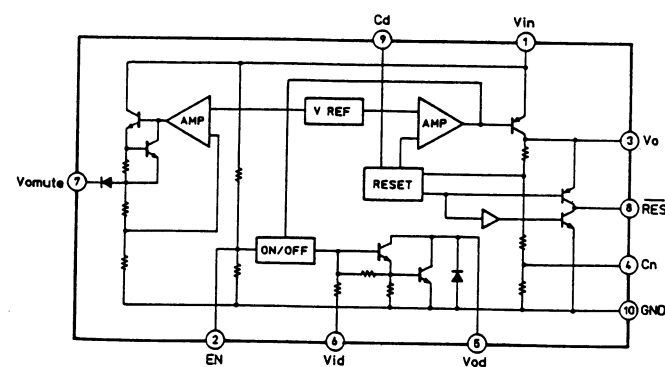 Cd
Vin
9
1
AMP
V REF
AMP
3 Vo
Vomute 7
RESET
8 RES
ON/OFF
4 Cn
10 GND
2
6
5
EN
Vid
Vod